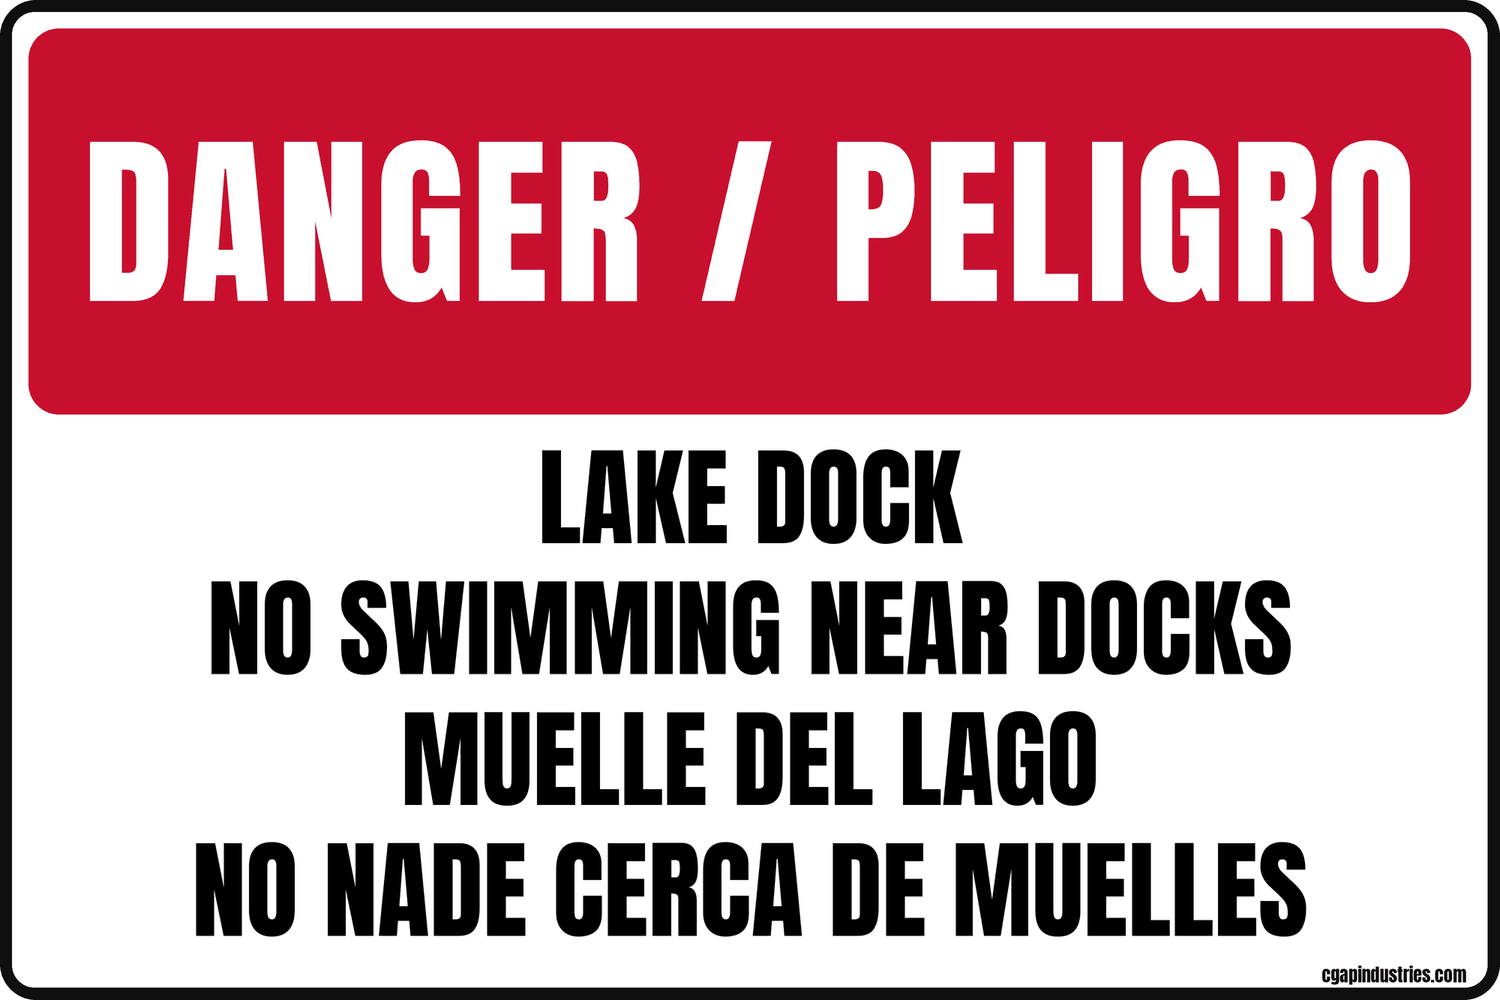 DANGER / PELIGRO
LAKE DOCK
NO SWIMMING NEAR DOCKS
MUELLE DEL LAGO
NO NADE CERCA DE MUELLES
cgapindustries.com